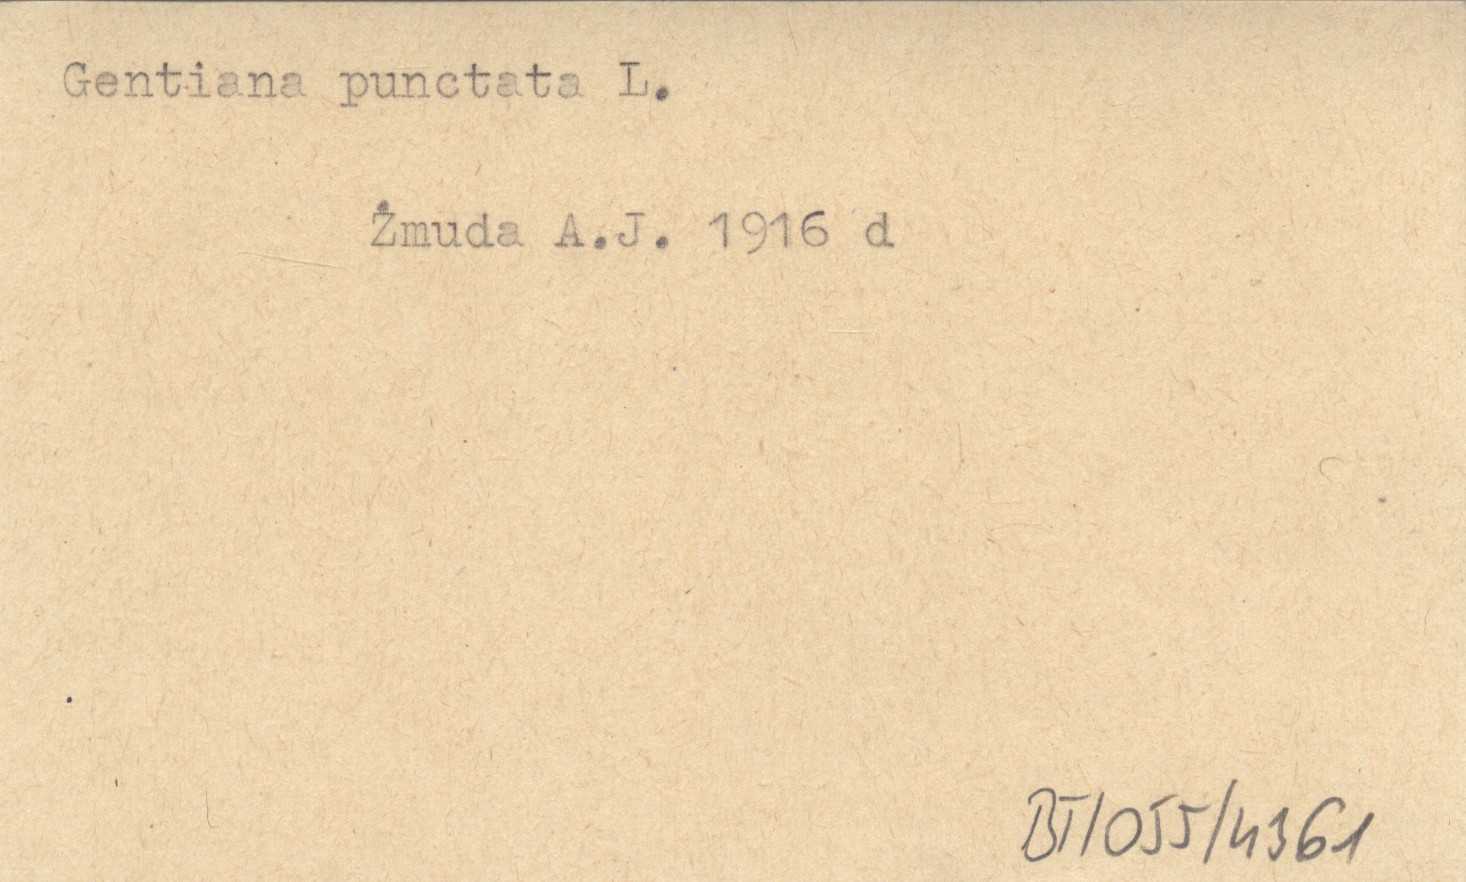 Gentiana punctata L.
Żmuda A.J. 1916 d
BT/055/4361